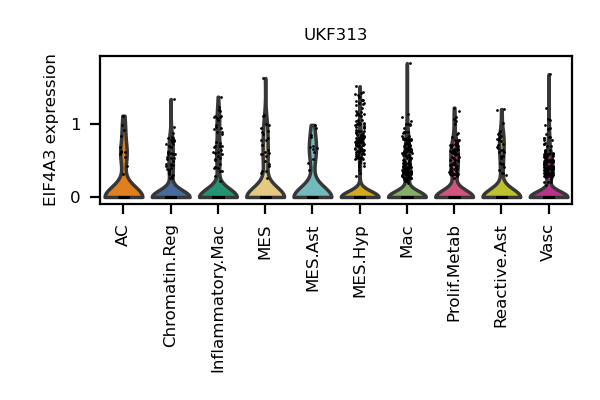 UKF313
EIF4A3 expression
1
0
AC
Chromatin.Reg
Inflammatory.Mac
MES
MES.Ast
MES.Hyp
Mac
Prolif.Metab
Reactive.Ast
Vasc